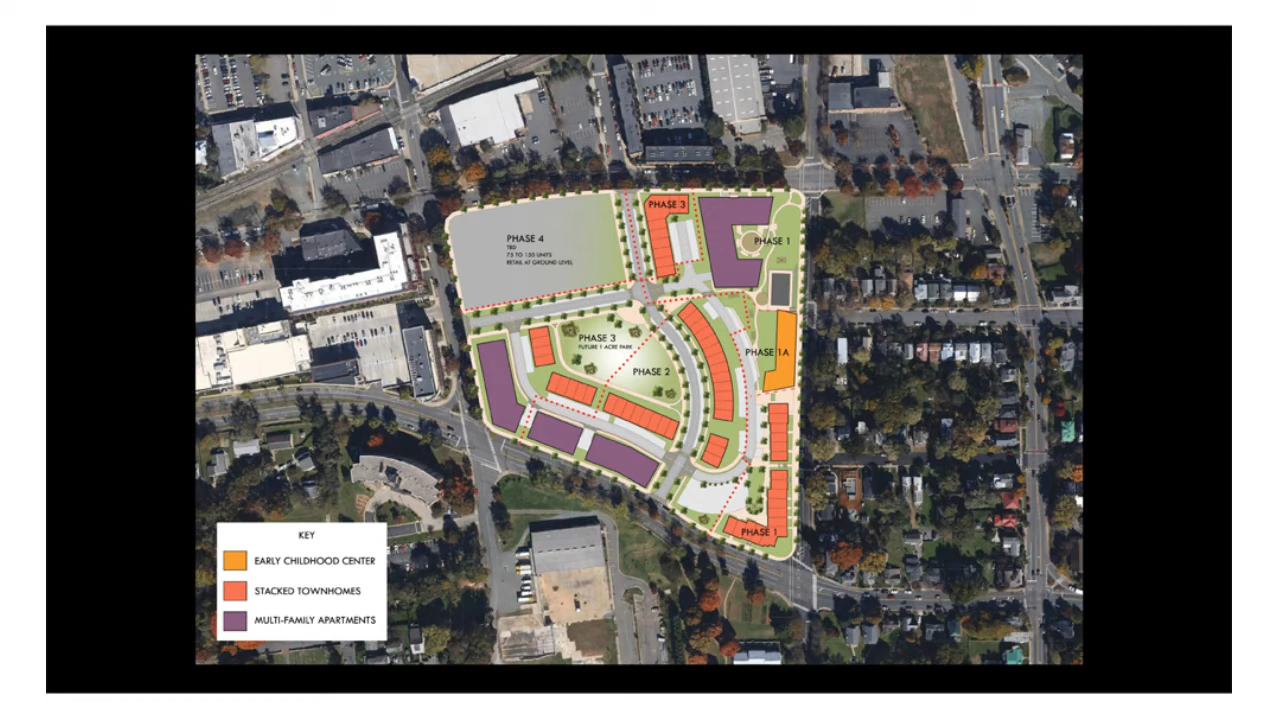 PHASE 3
PHASE 4
TBD
75 TO 150 UNITS
RETAIL AT GROUND LEVEL
PHASE 1
PHASE 3
FUTURE 1 ACRE PARK
PHASE 2
PHASE 1A
PHASE 1
KEY
EARLY CHILDHOOD CENTER
STACKED TOWNHOMES
MULTI-FAMILY APARTMENTS